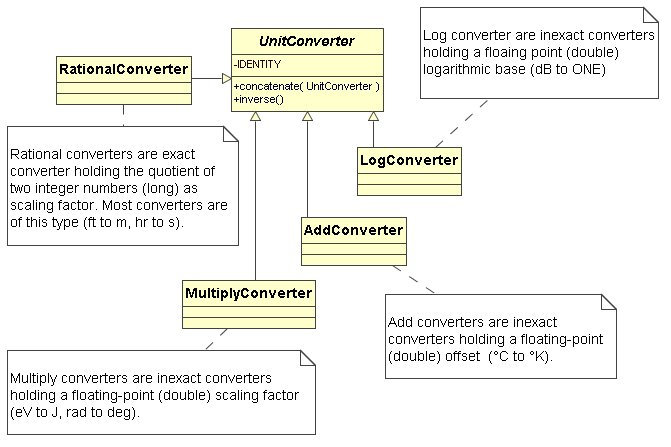 UnitConverter
-IDENTITY
+concatenate( UnitConverter )
+inverse()
Log converter are inexact converters
holding a floaing point (double)
logarithmic base (dB to ONE)
RationalConverter
Rational converters are exact
converter holding the quotient of
two integer numbers (long) as
scaling factor. Most converters are
of this type (ft to m, hr to s).
LogConverter
AddConverter
MultiplyConverter
Add converters are inexact
converters holding a floating-point
(double) offset (°C to °K).
Multiply converters are inexact converters
holding a floating-point (double) scaling factor
(eV to J, rad to deg).